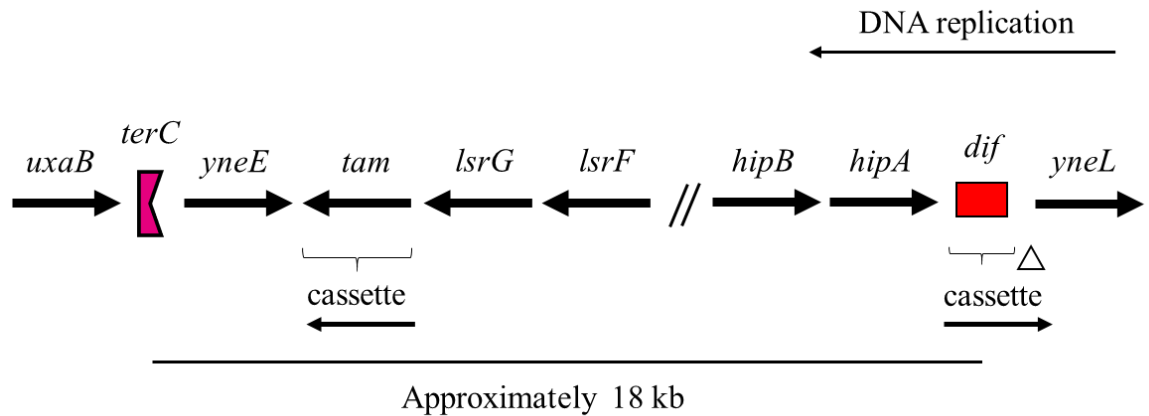 DNA replication
terC
dif
uxaB yneE tam lsrG lsrF // hipB hipA yneL
△
cassette cassette
Approximately 18 kb